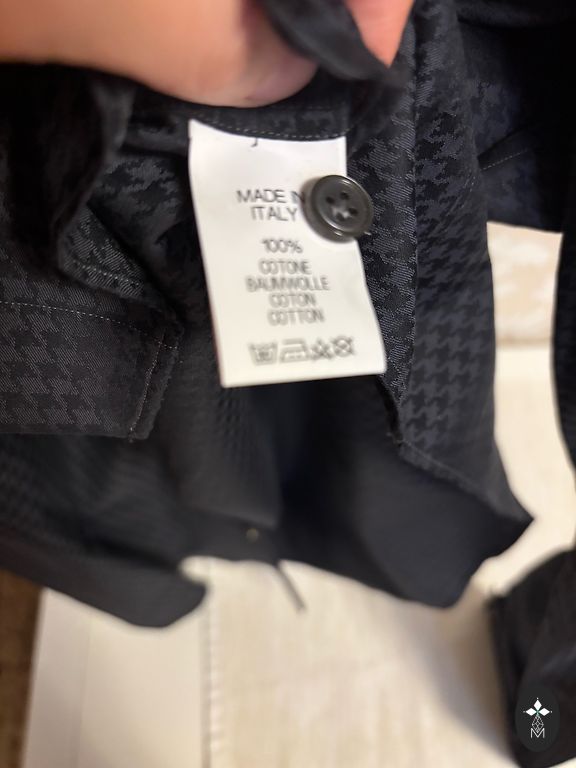 MADE IN
ITALY
100%
COTONE
BAUMWOLLE
COTON
COTTON
M